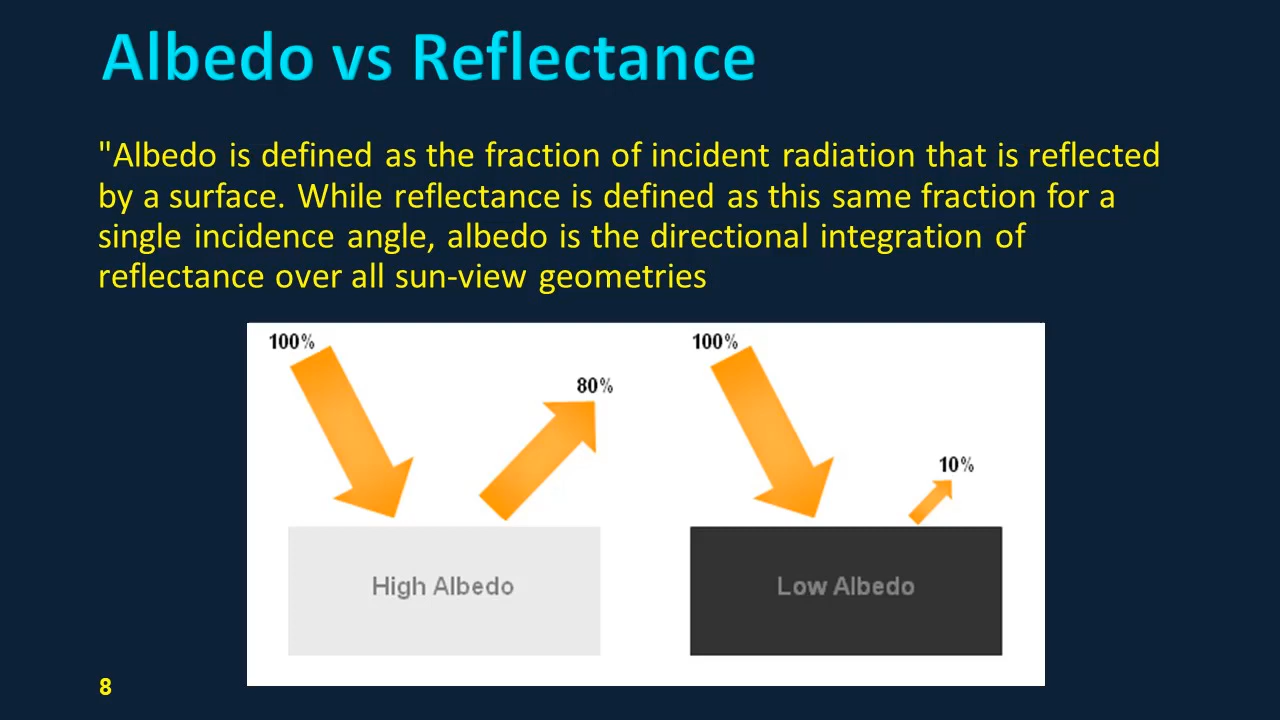 Albedo vs Reflectance
"Albedo is defined as the fraction of incident radiation that is reflected
by a surface. While reflectance is defined as this same fraction for a
single incidence angle, albedo is the directional integration of
reflectance over all sun-view geometries
100%
80%
High Albedo
100%
10%
Low Albedo
8